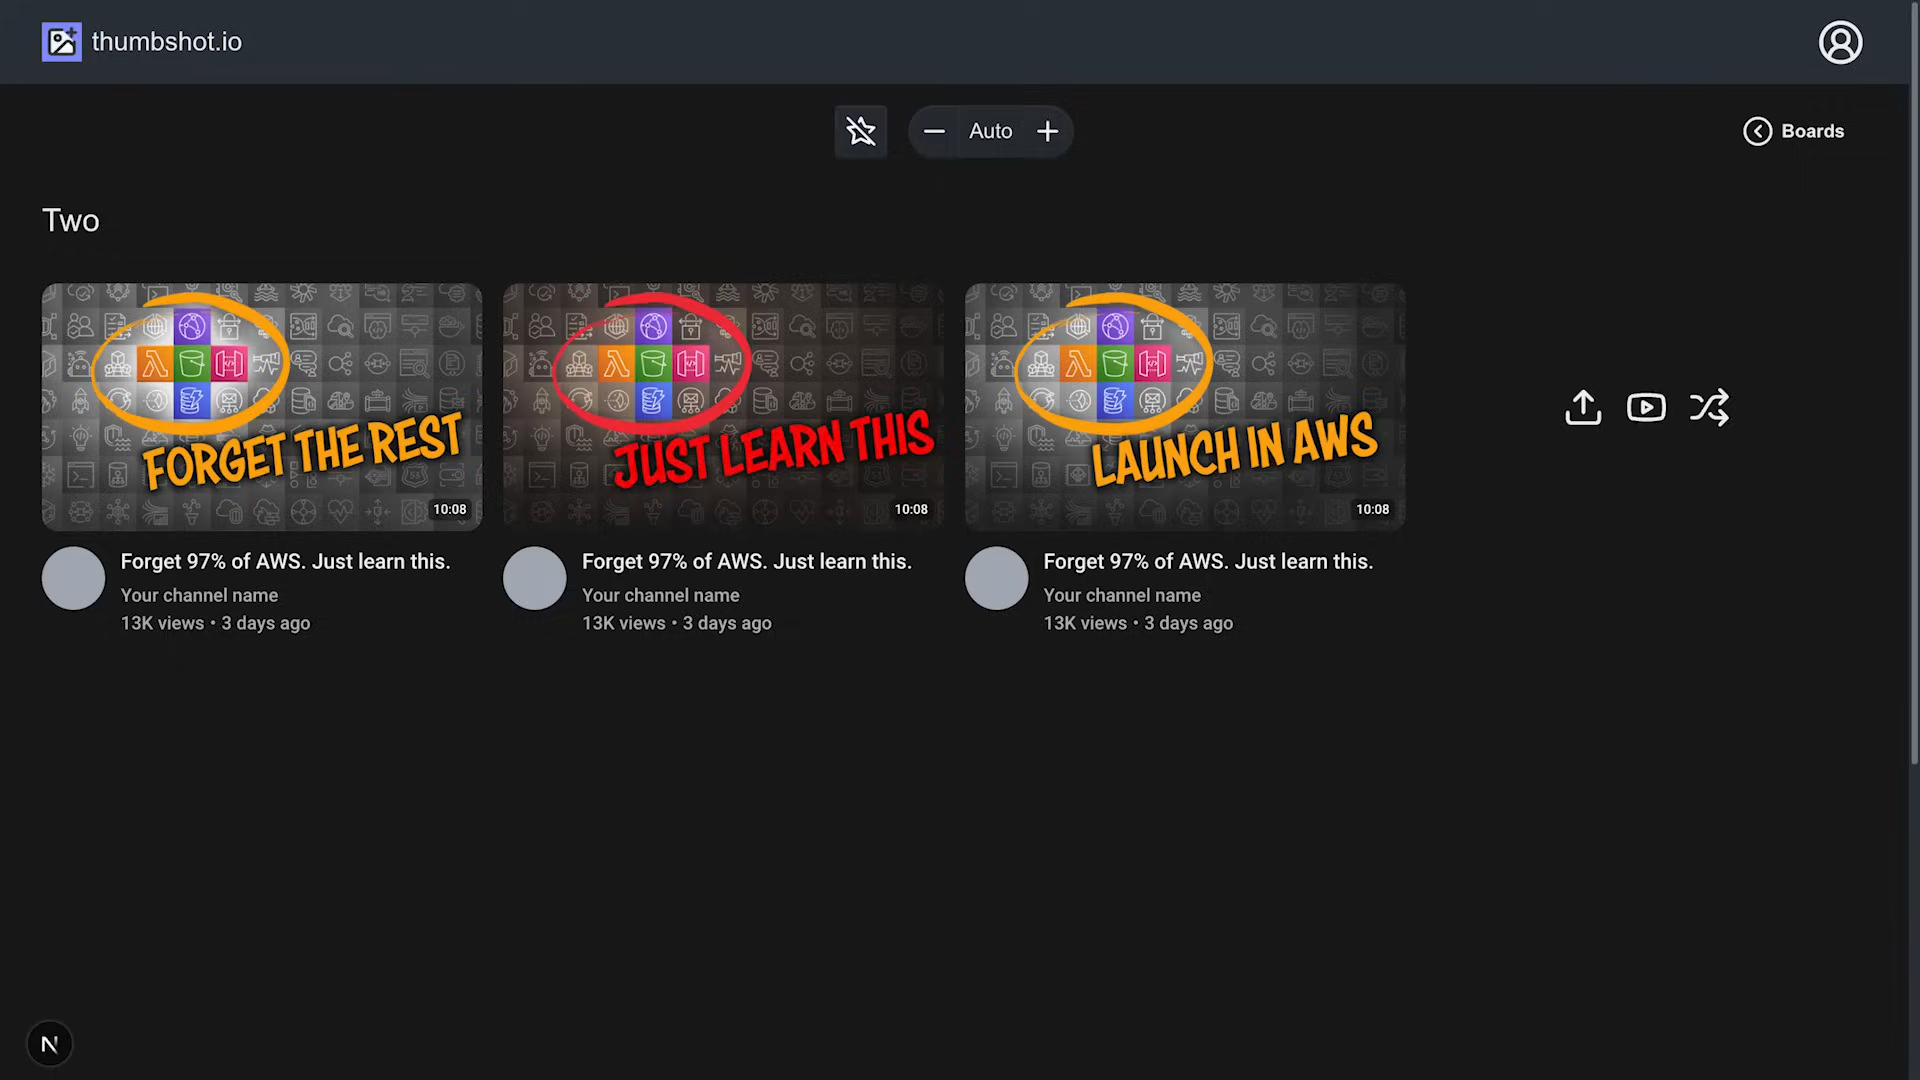 thumbshot.io
Auto
Boards
Two
FORGET THE REST
10:08
JUST LEARN THIS
10:08
LAUNCH IN AWS
10:08
Forget 97% of AWS. Just learn this.
Your channel name
13K views • 3 days ago
Forget 97% of AWS. Just learn this.
Your channel name
13K views • 3 days ago
Forget 97% of AWS. Just learn this.
Your channel name
13K views • 3 days ago
N